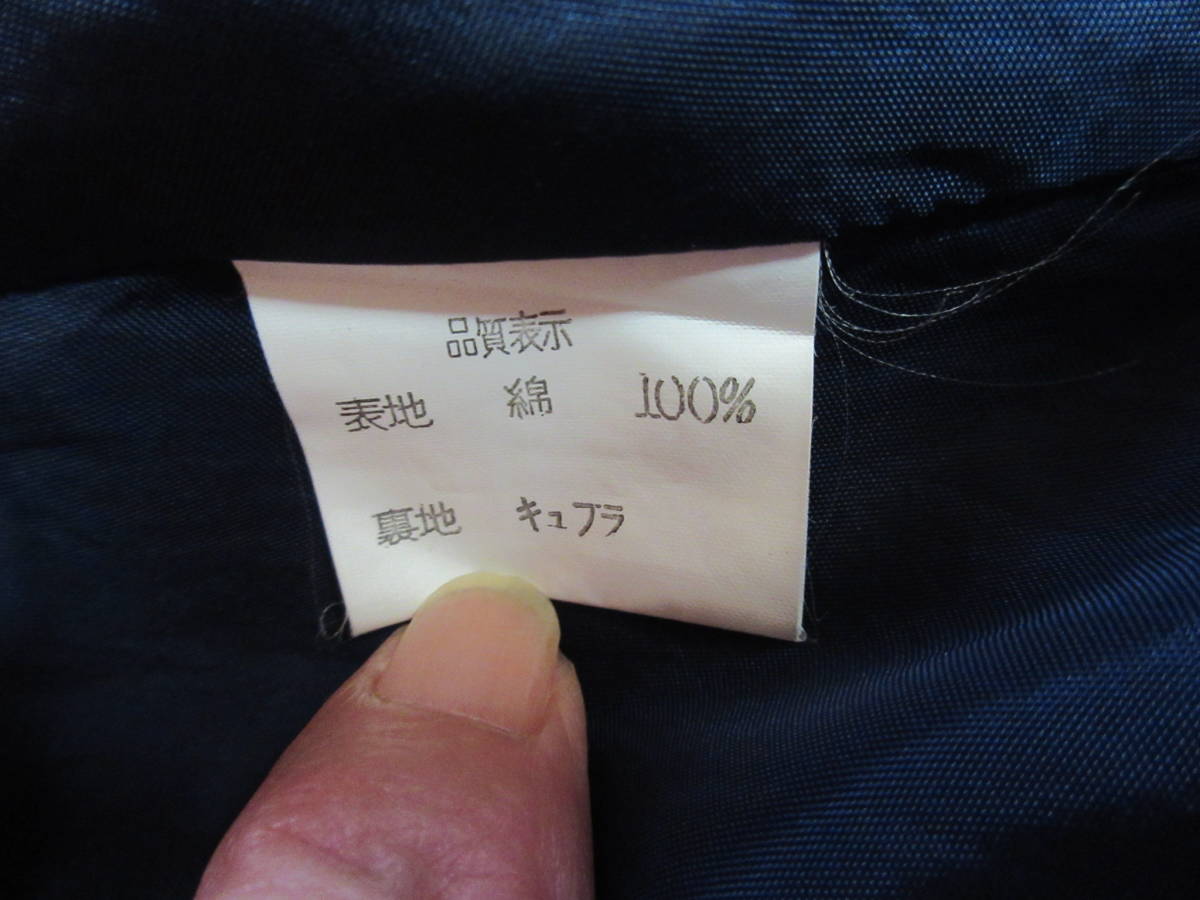 品質表示
表地 綿 100%
裏地 キュプラ